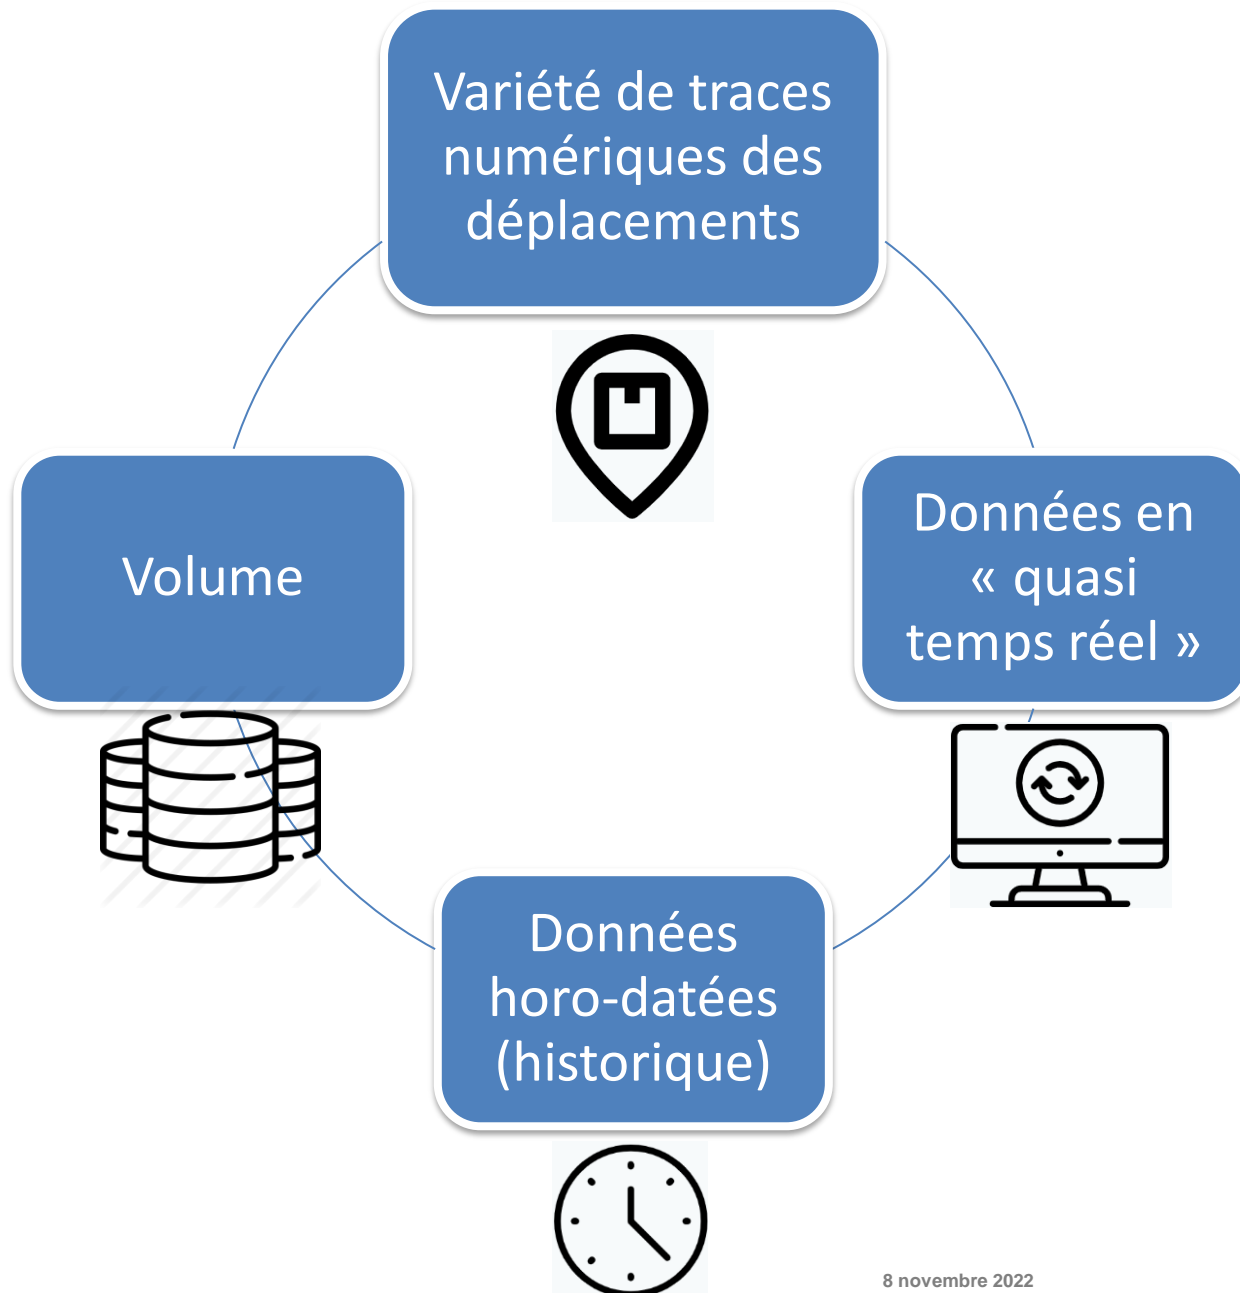 Variété de traces
numériques des
déplacements
Volume
Données en
« quasi
temps réel »
Données
horo-datées
(historique)
8 novembre 2022